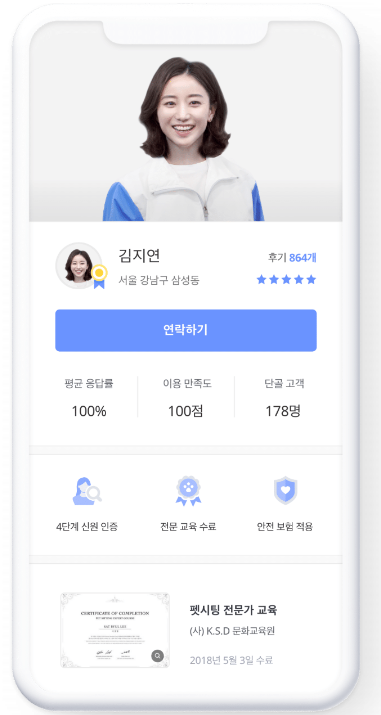 김지연
후기 864개
서울 강남구 삼성동
연락하기
평균 응답률
이용 만족도
단골 고객
100%
100점
178명
4단계 신원 인증
전문 교육 수료
안전 보험 적용
CERTIFICATE OF COMPLETION
펫시팅 전문가 교육
(사) K.S.D 문화교육원
2018년 5월 3일 수료